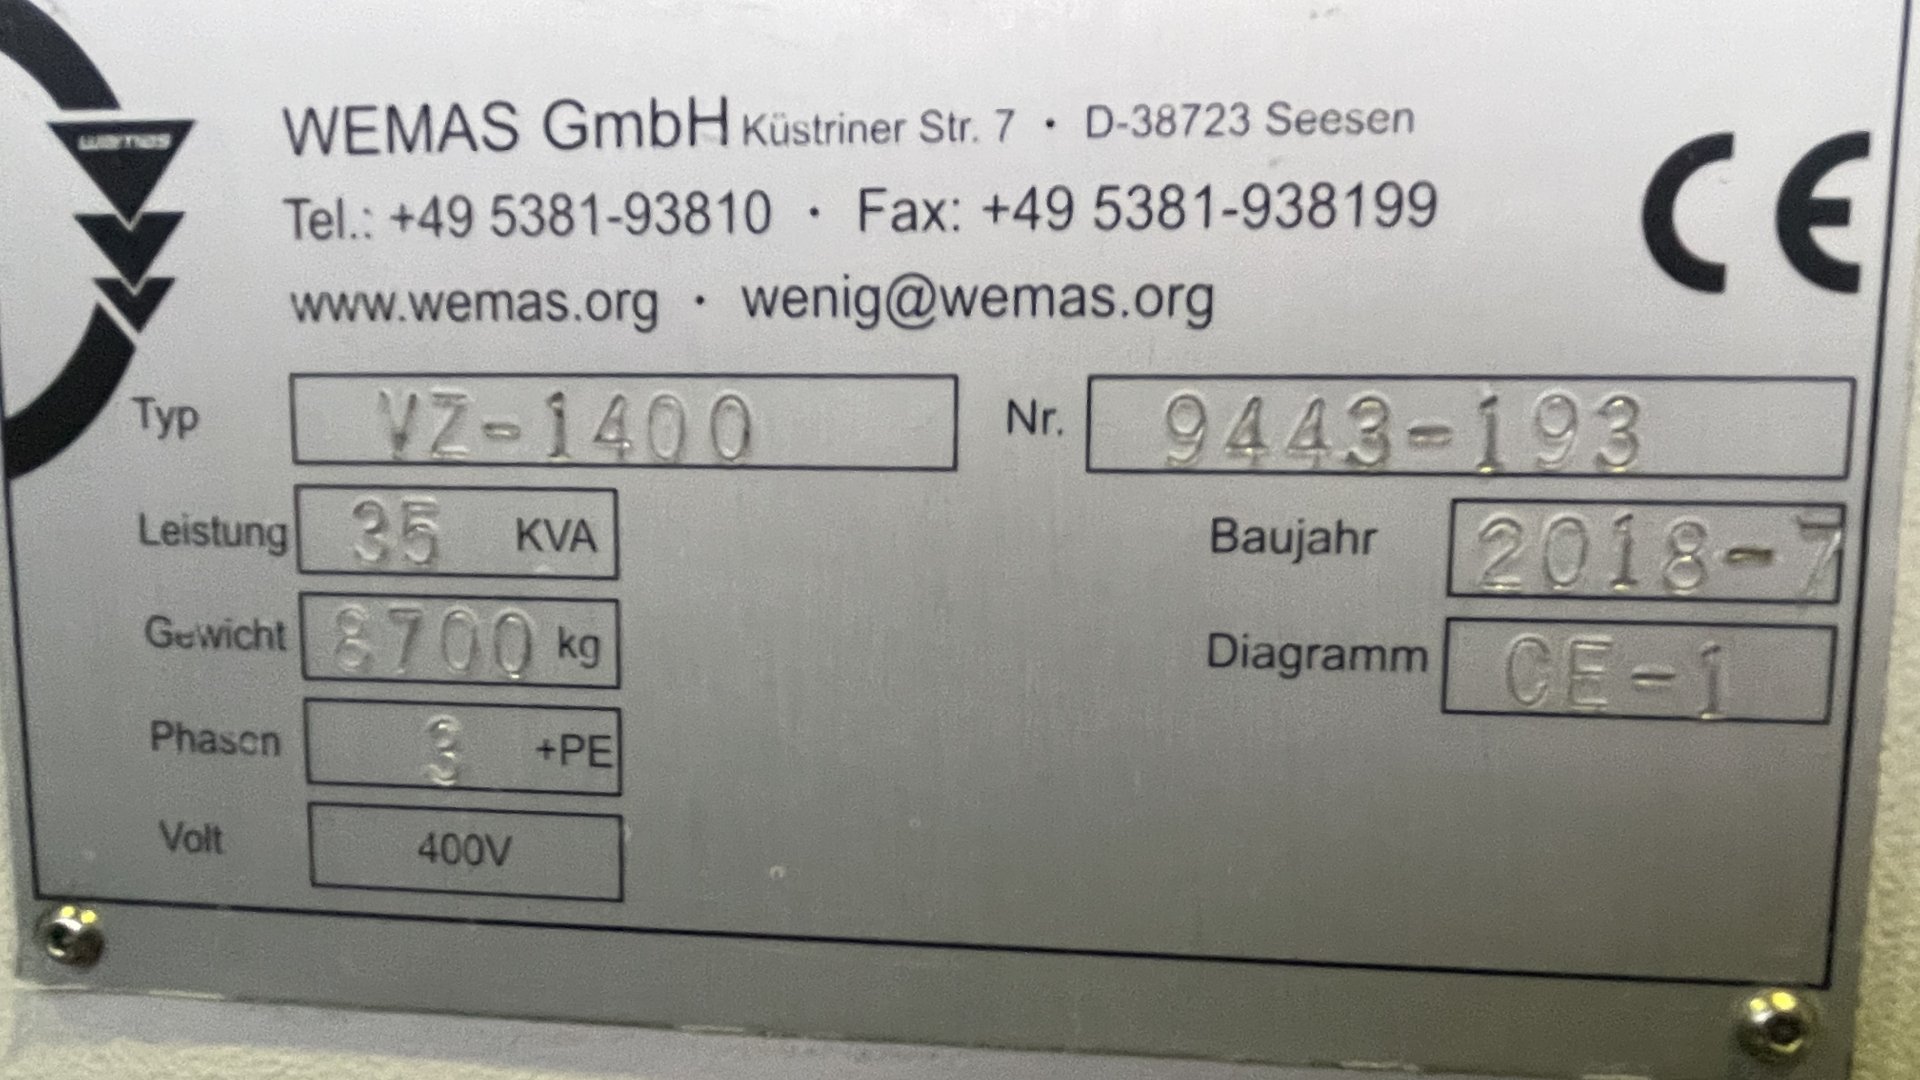 wemas
WEMAS GmbH Küstriner Str. 7 · D-38723 Seesen
Tel.: +49 5381-93810 · Fax: +49 5381-938199
www.wemas.org · wenig@wemas.org
CE
Typ VZ-1400 Nr. 9443-193
Leistung 35 KVA Baujahr 2018-7
Gewicht 8700 kg Diagramm CE-1
Phasen 3 +PE
Volt 400V